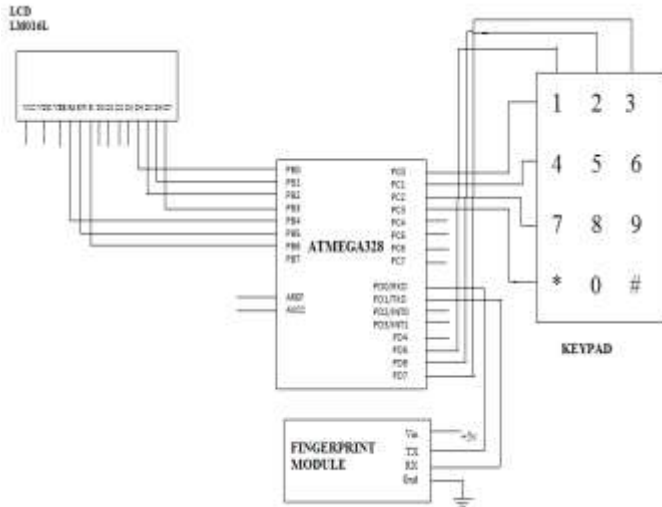 LCD
LM016L
1 2 3
4 5 6
7 8 9
* 0 #
KEYPAD
ATMEGA328
PB0
PB1
PB2
PB3
PB4
PB5
PB6
PB7
AREF
AVCC
PC0
PC1
PC2
PC3
PC4
PC5
PC6
PC7
PD0/RXD
PD1/TXD
PD2/INT0
PD3/INT1
PD4
PD5
PD6
PD7
FINGERPRINT
MODULE
Vin
TX
RX
Gnd
+5v